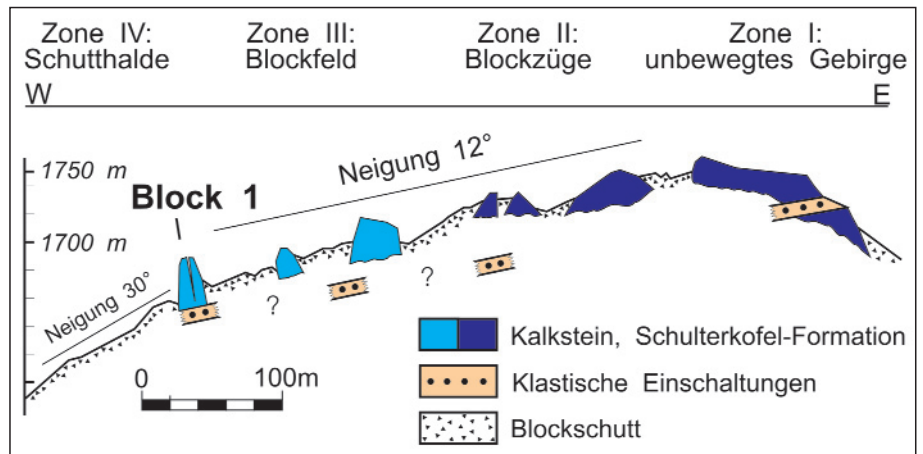 Zone IV: Zone III: Zone II: Zone I:
Schutthalde Blockfeld Blockzüge unbewegtes Gebirge
W E
1750 m
Neigung 12°
Block 1
1700 m
Neigung 30°
? ?
0 100m
Kalkstein, Schulterkofel-Formation
Klastische Einschaltungen
Blockschutt